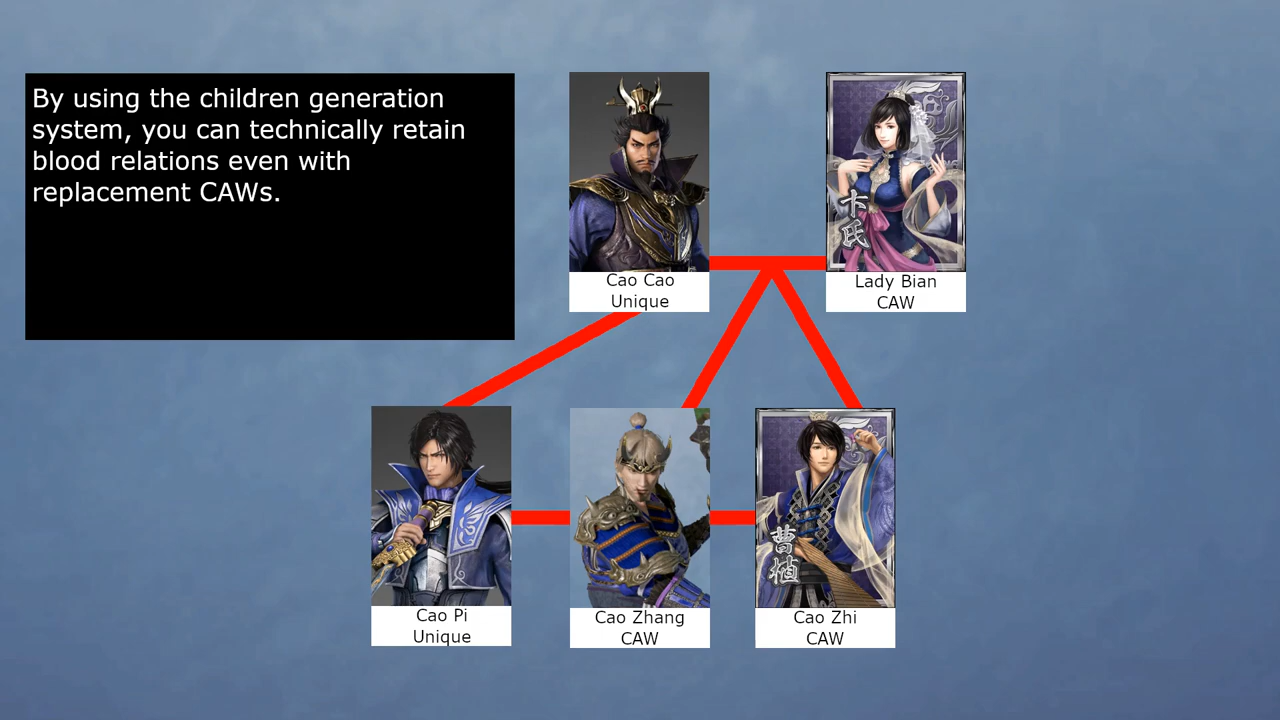 By using the children generation
system, you can technically retain
blood relations even with
replacement CAWs.
Cao Cao
Unique
卞氏
Lady Bian
CAW
Cao Pi
Unique
Cao Zhang
CAW
曹植
Cao Zhi
CAW